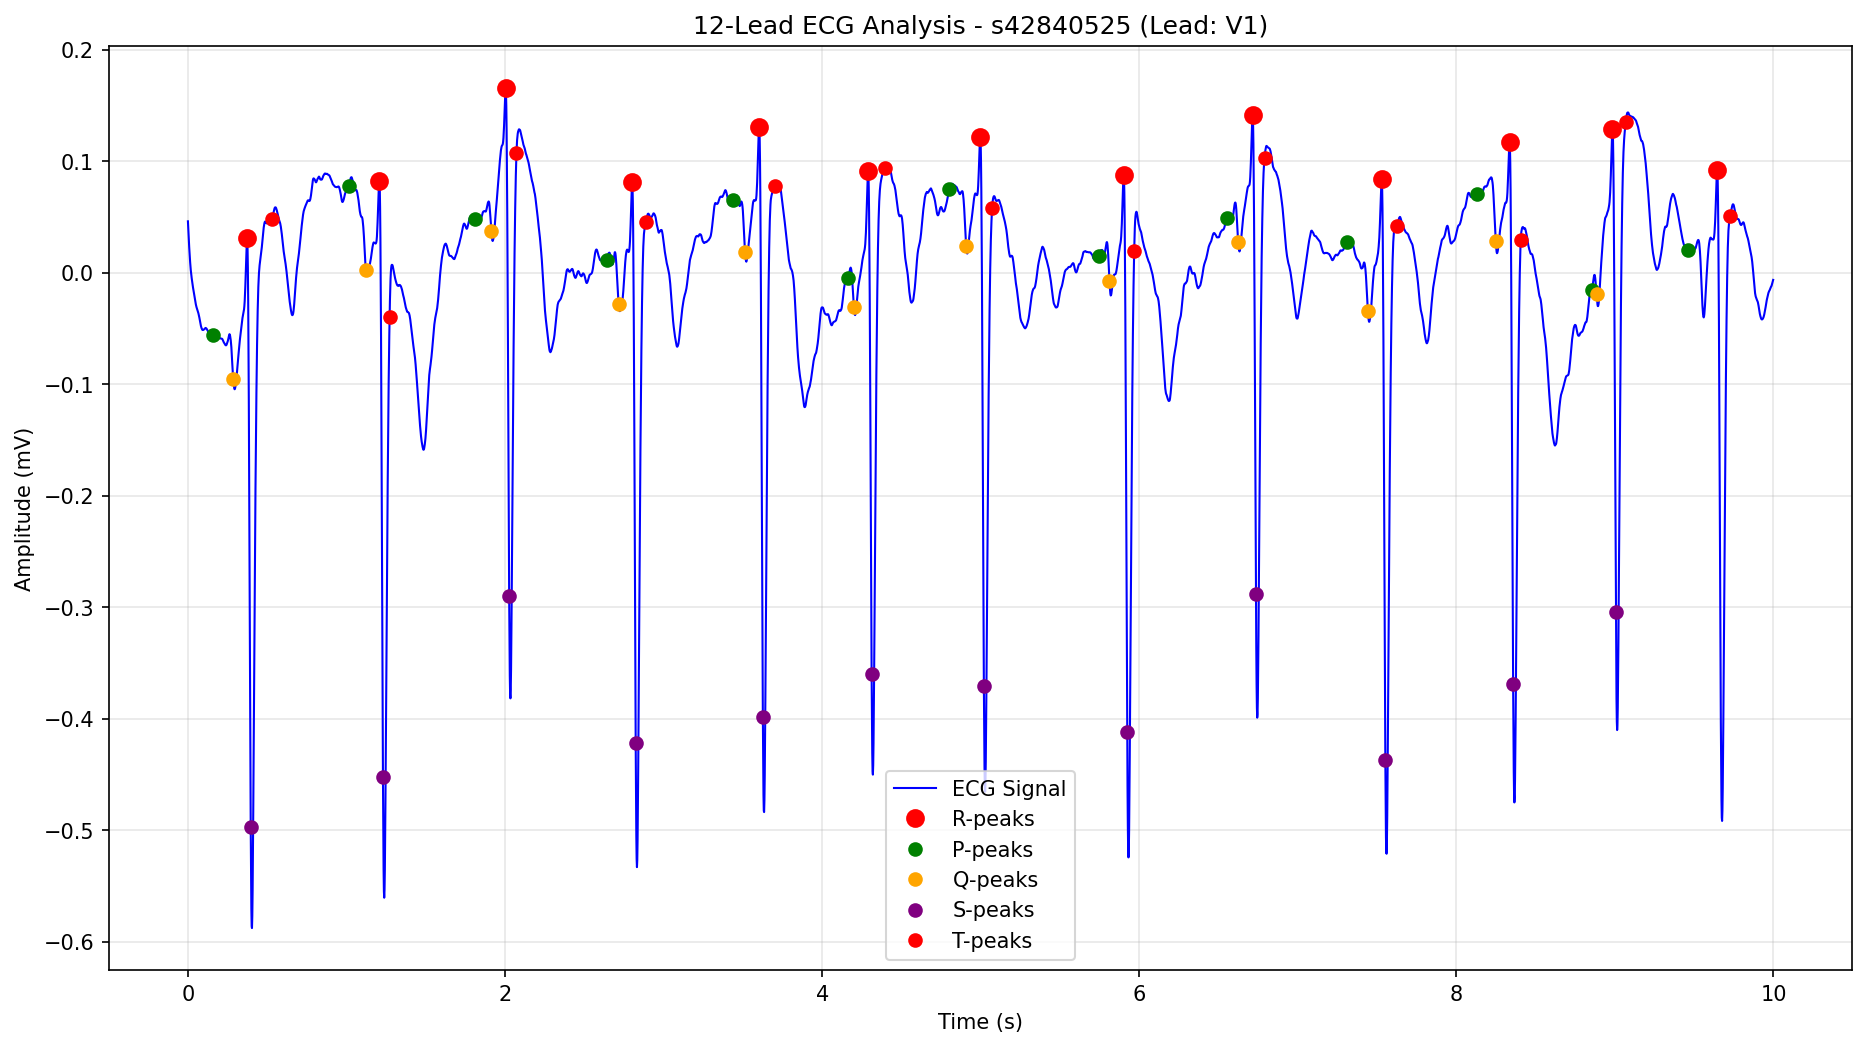 12-Lead ECG Analysis - s42840525 (Lead: V1)
Amplitude (mV)
0.2
0.1
0.0
−0.1
−0.2
−0.3
−0.4
−0.5
−0.6
ECG Signal
R-peaks
P-peaks
Q-peaks
S-peaks
T-peaks
0 2 4 6 8 10
Time (s)